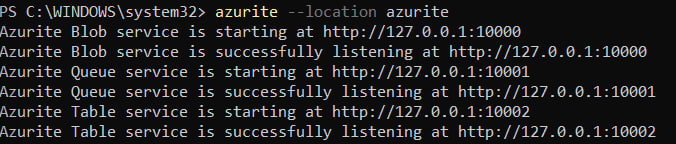 PS C:\WINDOWS\system32> azurite --location azurite
Azurite Blob service is starting at http://127.0.0.1:10000
Azurite Blob service is successfully listening at http://127.0.0.1:10000
Azurite Queue service is starting at http://127.0.0.1:10001
Azurite Queue service is successfully listening at http://127.0.0.1:10001
Azurite Table service is starting at http://127.0.0.1:10002
Azurite Table service is successfully listening at http://127.0.0.1:10002